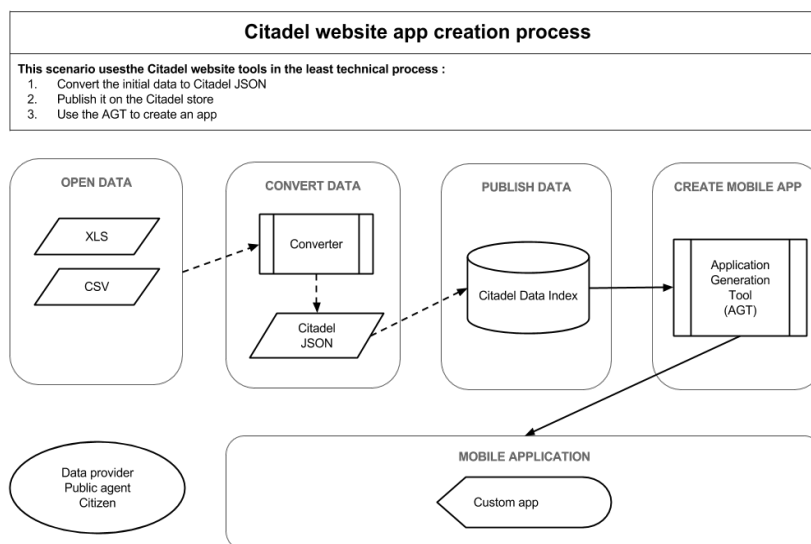 Citadel website app creation process
This scenario usesthe Citadel website tools in the least technical process :
1. Convert the initial data to Citadel JSON
2. Publish it on the Citadel store
3. Use the AGT to create an app
OPEN DATA
XLS
CSV
CONVERT DATA
Converter
Citadel
JSON
PUBLISH DATA
Citadel Data Index
CREATE MOBILE APP
Application
Generation
Tool
(AGT)
Data provider
Public agent
Citizen
MOBILE APPLICATION
Custom app